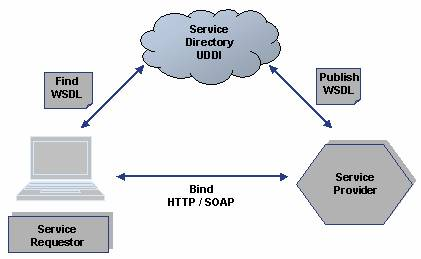 Service
Directory
UDDI
Find
WSDL
Publish
WSDL
Bind
HTTP / SOAP
Service
Provider
Service
Requestor